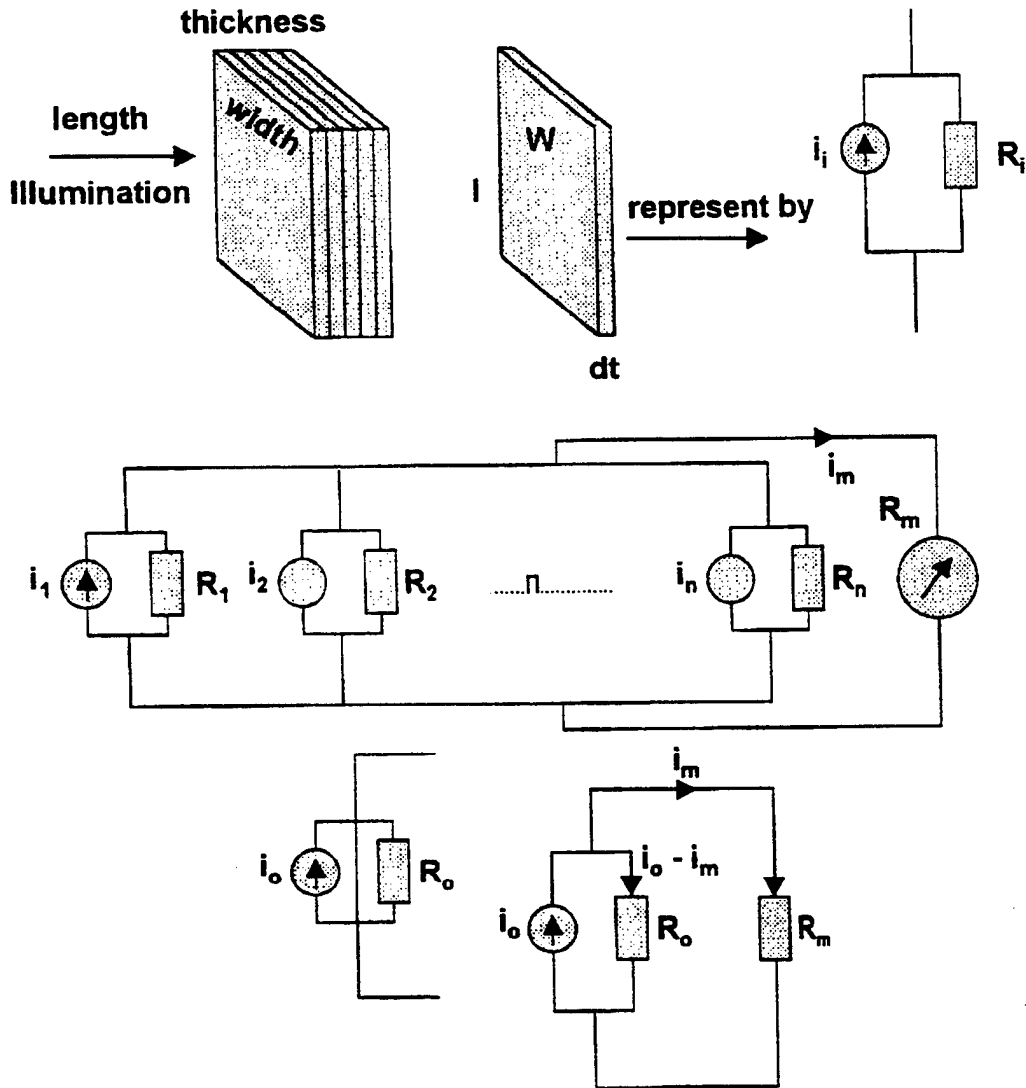 thickness
width
length
Illumination
W
l
dt
represent by
i_i
R_i
i_m
R_m
i_1
R_1
i_2
R_2
......n..........
i_n
R_n
i_o
R_o
i_m
i_o - i_m
i_o
R_o
R_m